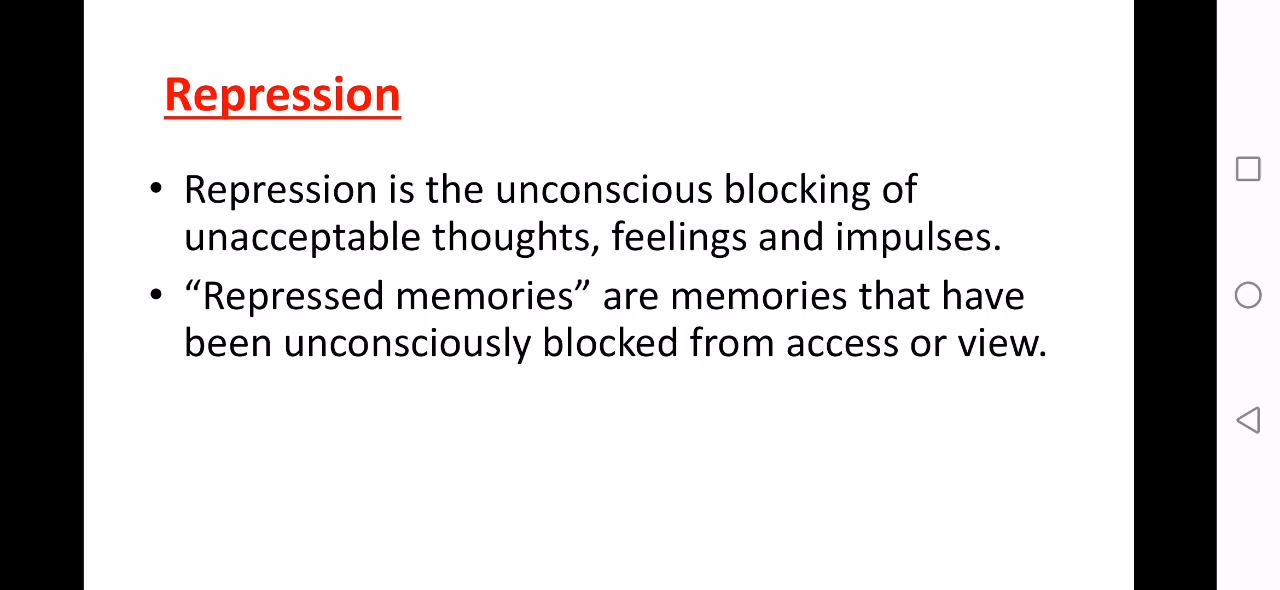 Repression
• Repression is the unconscious blocking of
unacceptable thoughts, feelings and impulses.
• “Repressed memories” are memories that have
been unconsciously blocked from access or view.